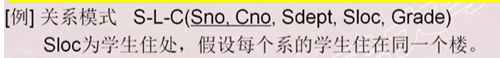 [例] 关系模式 S-L-C(Sno, Cno, Sdept, Sloc, Grade)
Sloc为学生住处，假设每个系的学生住在同一个楼。